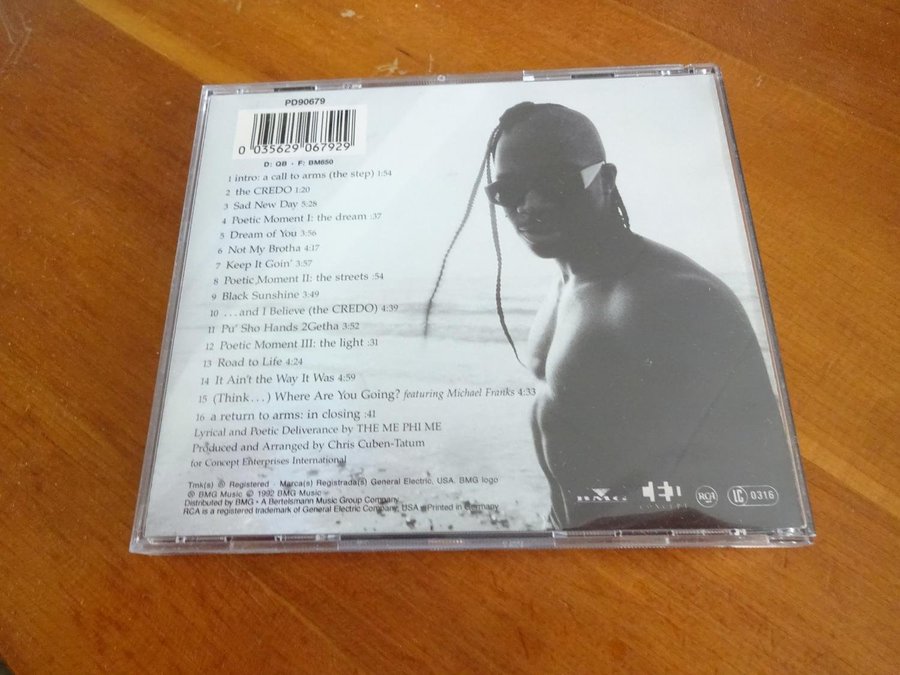 PD90679
0 035629 067929
D: QB · F: BM650
1 intro: a call to arms (the step) 1:54
2 the CREDO 1:20
3 Sad New Day 5:28
4 Poetic Moment I: the dream :37
5 Dream of You 3:56
6 Not My Brotha 4:17
7 Keep It Goin' 3:57
8 Poetic Moment II: the streets :54
9 Black Sunshine 3:49
10 ...and I Believe (the CREDO) 4:39
11 Pu' Sho Hands 2Getha 3:52
12 Poetic Moment III: the light :31
13 Road to Life 4:24
14 It Ain't the Way It Was 4:59
15 (Think...) Where Are You Going? featuring Michael Franks 4:33
16 a return to arms: in closing :41
Lyrical and Poetic Deliverance by THE ME PHI ME
Produced and Arranged by Chris Cuben-Tatum
for Concept Enterprises International
Tmk(s) ® Registered · Marca(s) Registrada(s) General Electric, USA. BMG logo
℗ BMG Music © 1992 BMG Music
Distributed by BMG · A Bertelsmann Music Group Company
RCA is a registered trademark of General Electric Company, USA · Printed in Germany
BMG
CONCEPT
RCA
LC 0316